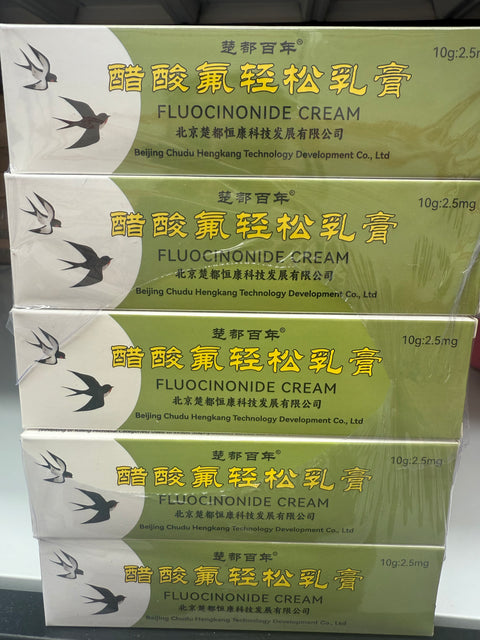 楚都百年®
10g:2.5m
醋酸氟轻松乳膏
FLUOCINONIDE CREAM
北京楚都恒康科技发展有限公司
Beijing Chudu Hengkang Technology Development Co., Ltd
楚都百年®
10g:2.5mg
醋酸氟轻松乳膏
FLUOCINONIDE CREAM
北京楚都恒康科技发展有限公司
Beijing Chudu Hengkang Technology Development Co., Ltd
楚都百年®
10g:2.5mg
醋酸氟轻松乳膏
FLUOCINONIDE CREAM
北京楚都恒康科技发展有限公司
Beijing Chudu Hengkang Technology Development Co., Ltd
楚都百年®
10g:2.5mg
醋酸氟轻松乳膏
FLUOCINONIDE CREAM
北京楚都恒康科技发展有限公司
Beijing Chudu Hengkang Technology Development Co., Ltd
楚都百年®
10g:2.5mg
醋酸氟轻松乳膏
FLUOCINONIDE CREAM
北京楚都恒康科技发展有限公司
Beijing Chudu Hengkang Technology Development Co., Ltd